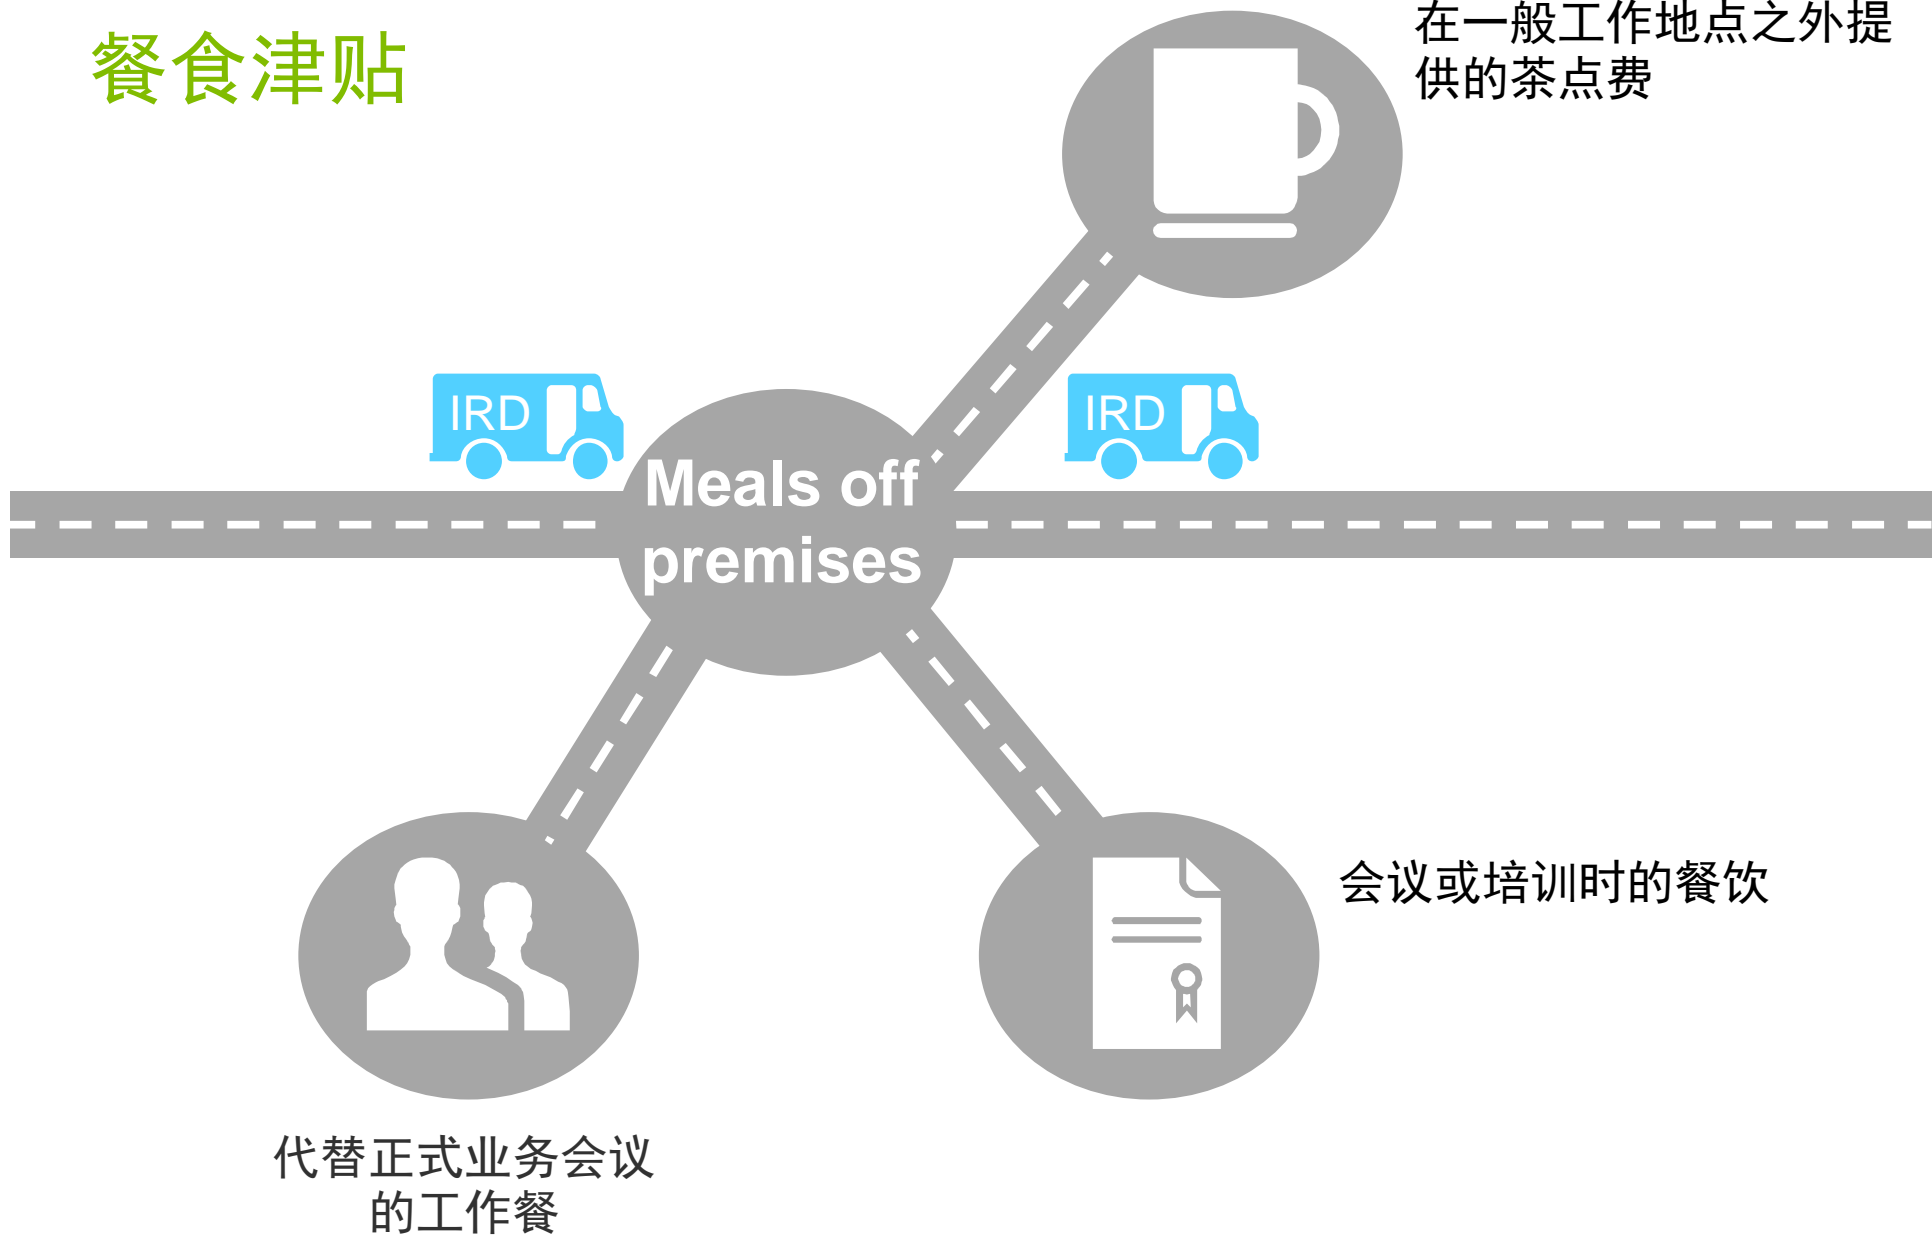 餐食津贴
在一般工作地点之外提
供的茶点费
IRD
IRD
Meals off
premises
会议或培训时的餐饮
代替正式业务会议
的工作餐